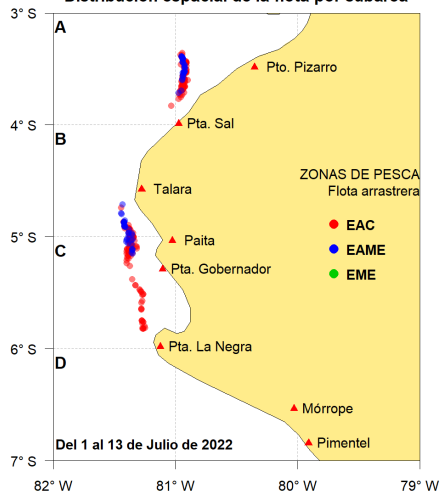 Distribución espacial de la flota por subárea
3° S
A
Pto. Pizarro
4° S
Pta. Sal
B
ZONAS DE PESCA
Flota arrastrera
Talara
EAC
5° S
Paita
C
EAME
Pta. Gobernador
EME
6° S
Pta. La Negra
D
Mórrope
Del 1 al 13 de Julio de 2022
Pimentel
7° S
82° W
81° W
80° W
79° W